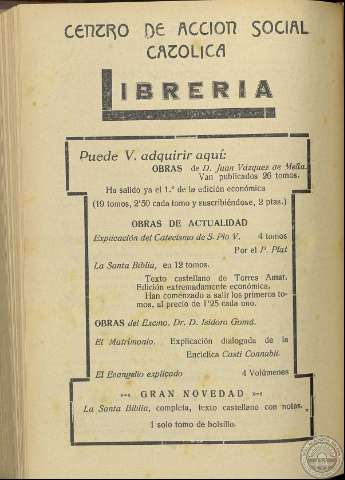 CENTRO DE ACCION SOCIAL
CATOLICA
LIBRERIA
Puede V. adquirir aquí:
OBRAS de D. Juan Vázquez de Mella.
Van publicados 26 tomos.
Ha salido ya el 1.º de la edición económica
(19 tomos, 2'50 cada tomo y suscribiéndose, 2 ptas.)
OBRAS DE ACTUALIDAD
Explicación del Catecismo de S. Pío V. 4 tomos
Por el P. Plat
La Santa Biblia, en 12 tomos.
Texto castellano de Torres Amat.
Edición extremadamente económica.
Han comenzado a salir los primeros to-
mos, al precio de 1'25 cada uno.
OBRAS del Excmo. Dr. D. Isidoro Gomá.
El Matrimonio. Explicación dialogada de la
Encíclica Casti Connubii.
El Evangelio explicado 4 Volúmenes
GRAN NOVEDAD
La Santa Biblia, completa, texto castellano con notas.
1 solo tomo de bolsillo.